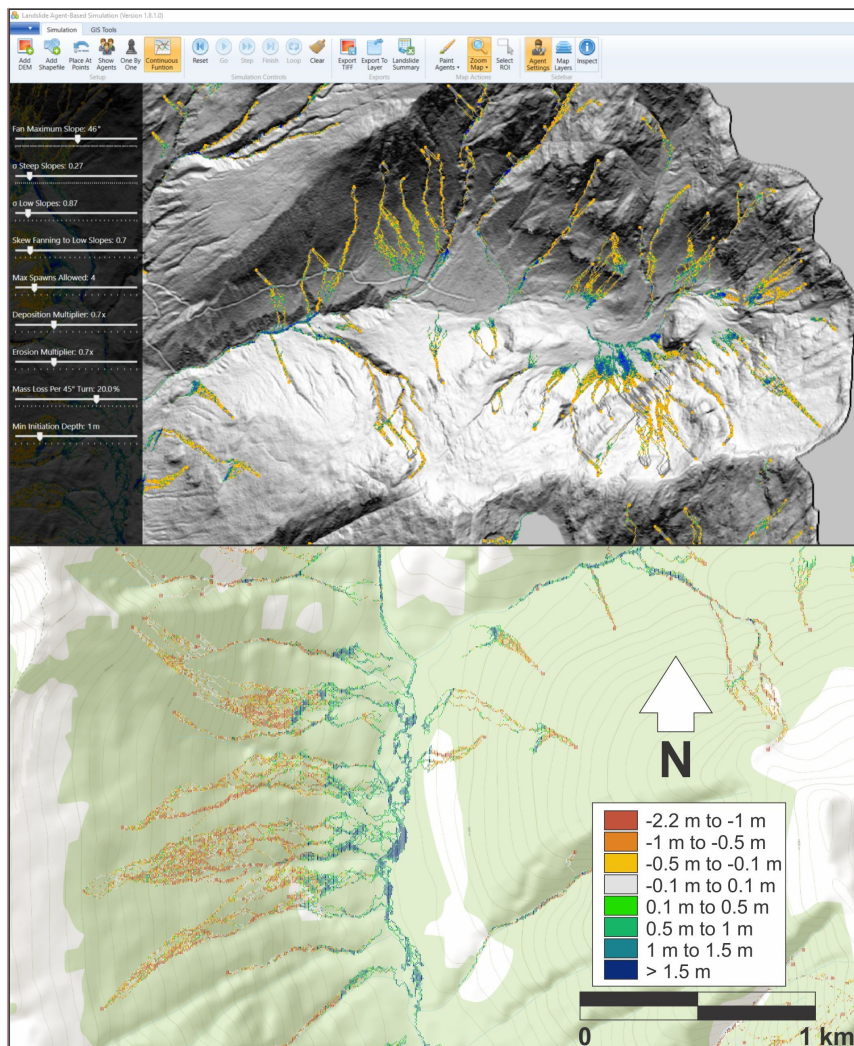 Landslide Agent-Based Simulation (Version 1.8.1.0)
Simulation GIS Tools
Add DEM
Add Shapefile
Place At Points
Show Agents
One By One
Continuous Funtion
Reset
Go
Step
Finish
Loop
Clear
Export TIFF
Export To Layer
Landslide Summary
Paint Agents
Zoom Map
Select ROI
Agent Settings
Map Layers
Inspect
Setup
Simulation Controls
Exports
Map Actions
Sidebar
Fan Maximum Slope: 46°
σ Steep Slopes: 0.27
σ Low Slopes: 0.87
Skew Fanning to Low Slopes: 0.7
Max Spawns Allowed: 4
Deposition Multiplier: 0.7x
Erosion Multiplier: 0.7x
Mass Loss Per 45° Turn: 20.0%
Min Initiation Depth: 1 m
N
-2.2 m to -1 m
-1 m to -0.5 m
-0.5 m to -0.1 m
-0.1 m to 0.1 m
0.1 m to 0.5 m
0.5 m to 1 m
1 m to 1.5 m
> 1.5 m
0 1 km